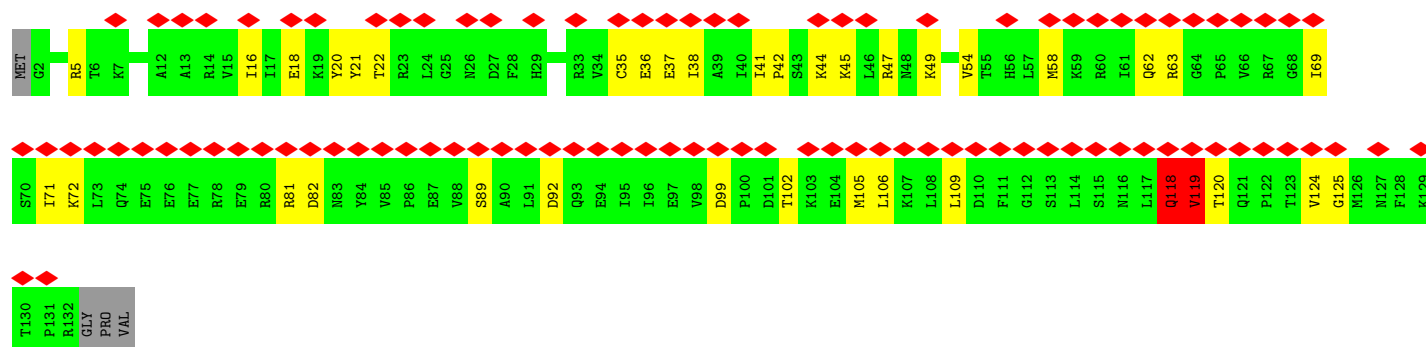 MET G2 R5 T6 K7 A12 A13 R14 V15 I16 I17 E18 K19 Y20 Y21 T22 R23 L24 G25 N26 D27 F28 H29 R33 V34 C35 E36 E37 I38 A39 I40 I41 P42 S43 K44 K45 L46 R47 N48 K49 V54 T55 H56 L57 M58 K59 R60 I61 Q62 R63 G64 P65 V66 R67 G68 I69
S70 I71 K72 L73 Q74 E75 E76 E77 R78 E79 R80 R81 D82 N83 Y84 V85 P86 E87 V88 S89 A90 L91 D92 Q93 E94 I95 I96 E97 V98 D99 P100 D101 T102 K103 E104 M105 L106 K107 L108 L109 D110 F111 G112 S113 L114 S115 N116 L117 Q118 V119 T120 Q121 P122 T123 V124 G125 M126 N127 F128 K129
T130 P131 R132 GLY PRO VAL